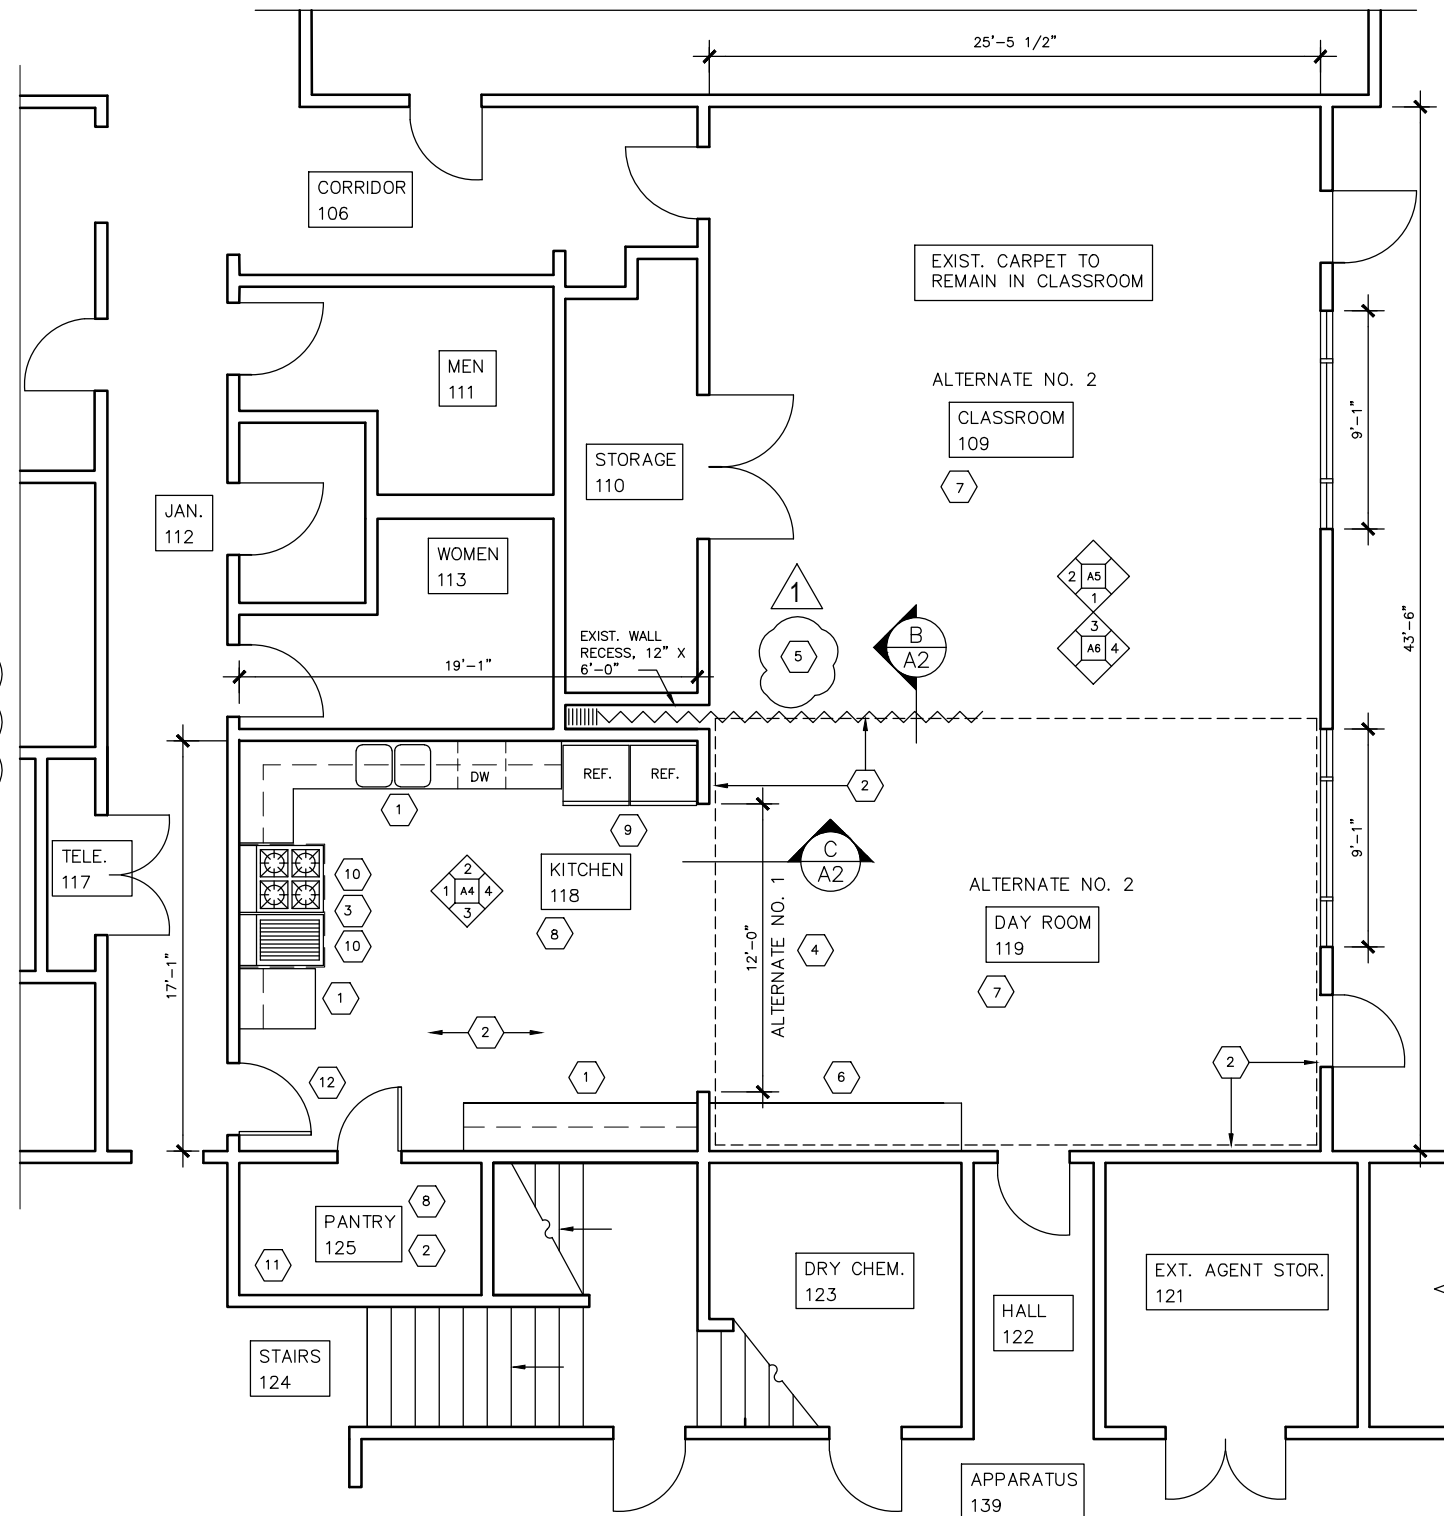 25'-5 1/2"
CORRIDOR
106
EXIST. CARPET TO
REMAIN IN CLASSROOM
MEN
111
ALTERNATE NO. 2
CLASSROOM
109
7
9'-1"
STORAGE
110
JAN.
112
WOMEN
113
2 A5
1
3
A6 4
1
5
B
A2
43'-6"
EXIST. WALL
RECESS, 12" X
6'-0"
19'-1"
DW
REF.
REF.
1
9
2
C
A2
9'-1"
TELE.
117
10
3
10
2
1 A4 4
3
KITCHEN
118
8
12'-0"
ALTERNATE NO. 1
4
ALTERNATE NO. 2
DAY ROOM
119
7
17'-1"
1
2
2
12
1
6
PANTRY
125
8
2
11
DRY CHEM.
123
EXT. AGENT STOR.
121
HALL
122
STAIRS
124
APPARATUS
139